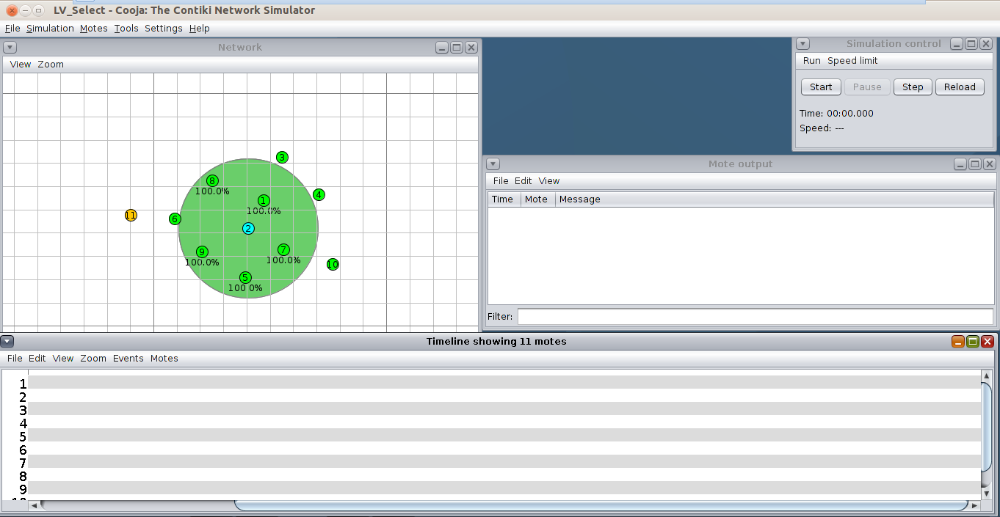 LV_Select - Cooja: The Contiki Network Simulator
File Simulation Motes Tools Settings Help
Network
View Zoom
3
8
100.0%
4
1
100.0%
11
6
2
9
100.0%
7
100.0%
10
5
100.0%
Simulation control
Run Speed limit
Start Pause Step Reload
Time: 00:00.000
Speed: ---
Mote output
File Edit View
Time Mote Message
Filter:
Timeline showing 11 motes
File Edit View Zoom Events Motes
1
2
3
4
5
6
7
8
9